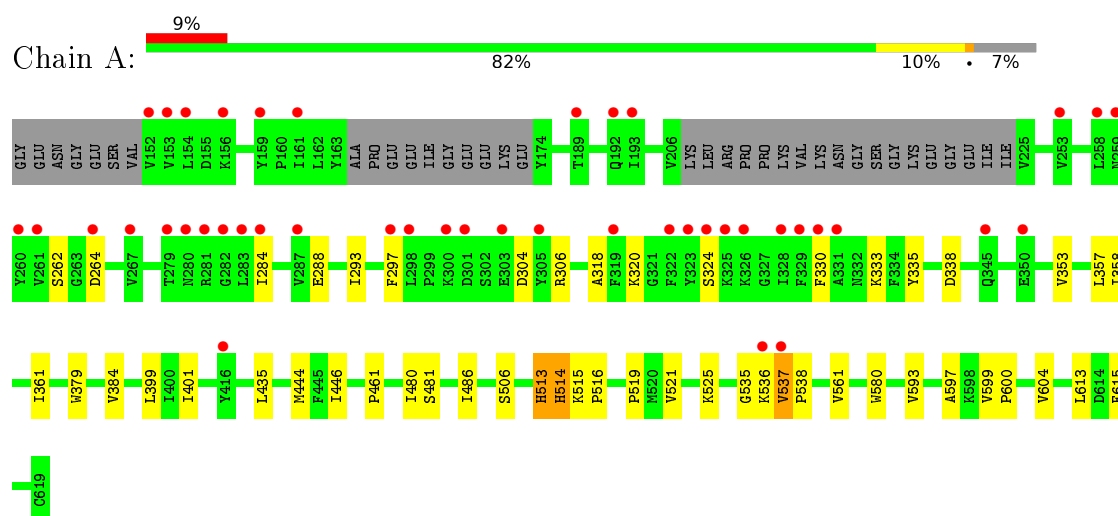 9%
Chain A:
82% 10% • 7%
GLY GLU ASN GLY GLU SER VAL V152 V153 L154 D155 K156 Y159 P160 I161 L162 Y163 ALA PRO GLU GLU ILE GLY GLU GLU LYS GLU Y174 T189 Q192 I193 V206 LYS LEU ARG PRO PRO LYS VAL LYS ASN GLY SER GLY LYS GLU GLY GLU ILE ILE V225 V253 L258
Y260 V261 S262 G263 D264 V267 T279 N280 R281 G282 L283 I284 V287 E288 I293 F297 L298 P299 K300 D301 S302 E303 D304 Y305 R306 A318 F319 K320 G321 F322 Y323 S324 K325 K326 G327 I328 F329 F330 A331 N332 K333 F334 Y335 D338 Q345 E350 V353 L357 I358
I361 W379 V384 L399 I400 I401 Y416 L435 M444 F445 I446 P461 I480 S481 I486 S506 H513 H514 K515 P516 P519 M520 V521 K525 G535 K536 V537 P538 V561 W580 V593 A597 K598 V599 P600 V604 L613 D614
C619